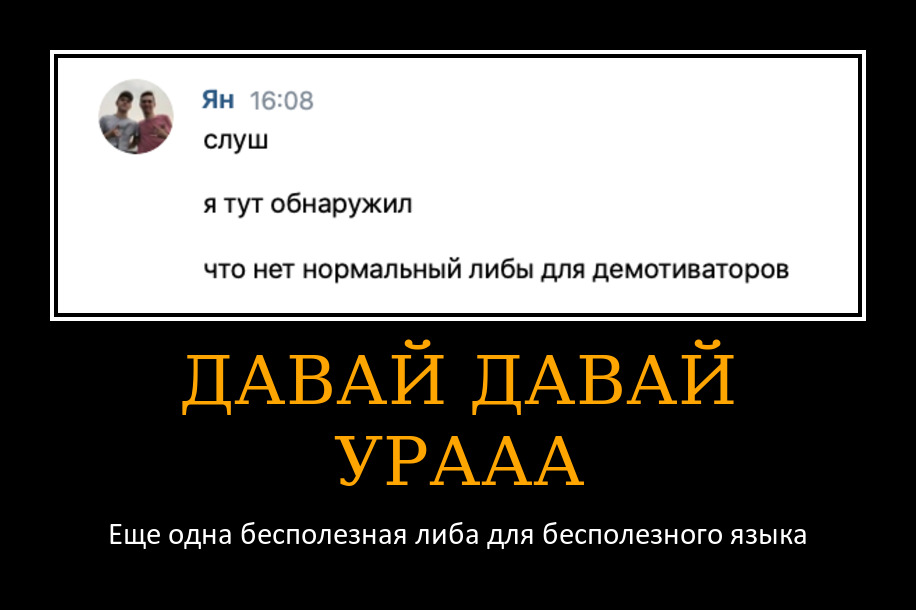 Ян 16:08
слуш
я тут обнаружил
что нет нормальный либы для демотиваторов
ДАВАЙ ДАВАЙ
УРААА
Еще одна бесполезная либа для бесполезного языка